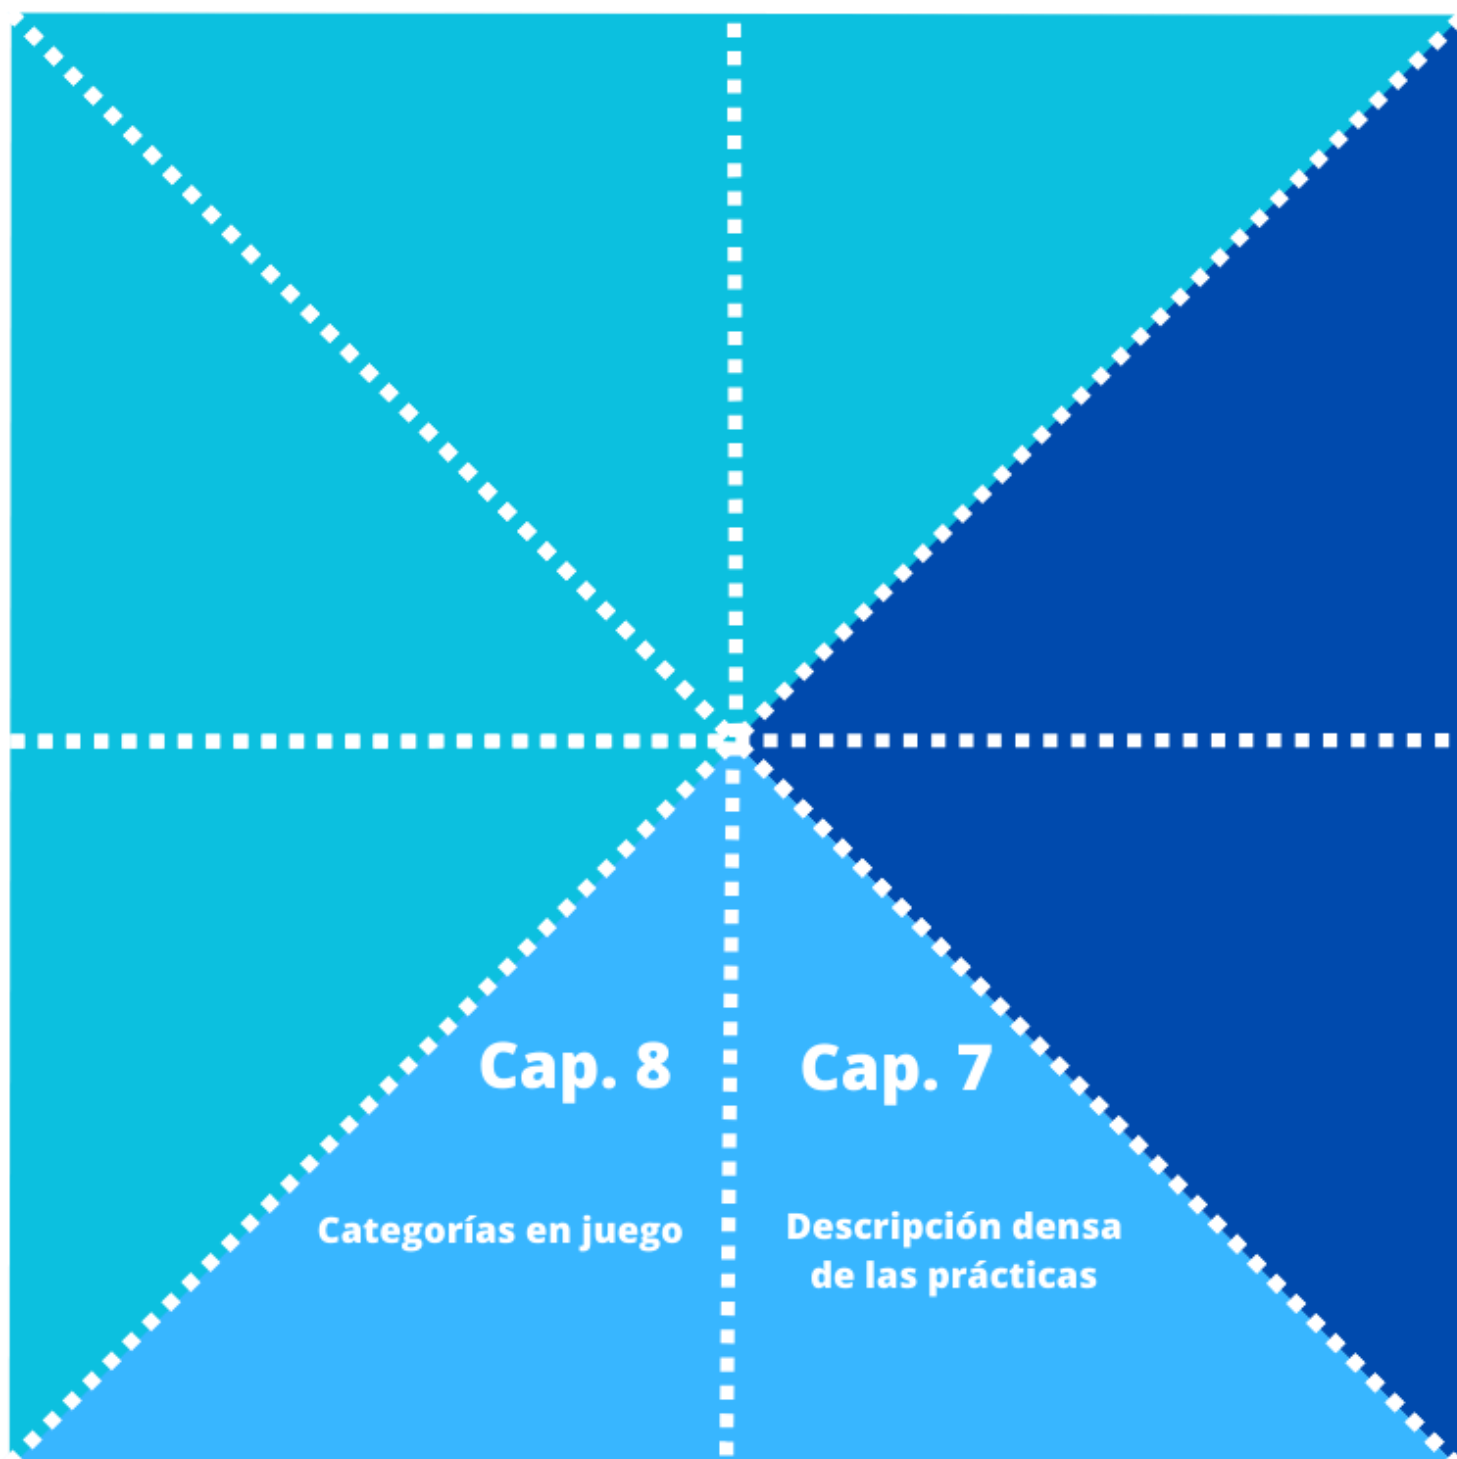 Cap. 8
Categorías en juego
Cap. 7
Descripción densa
de las prácticas